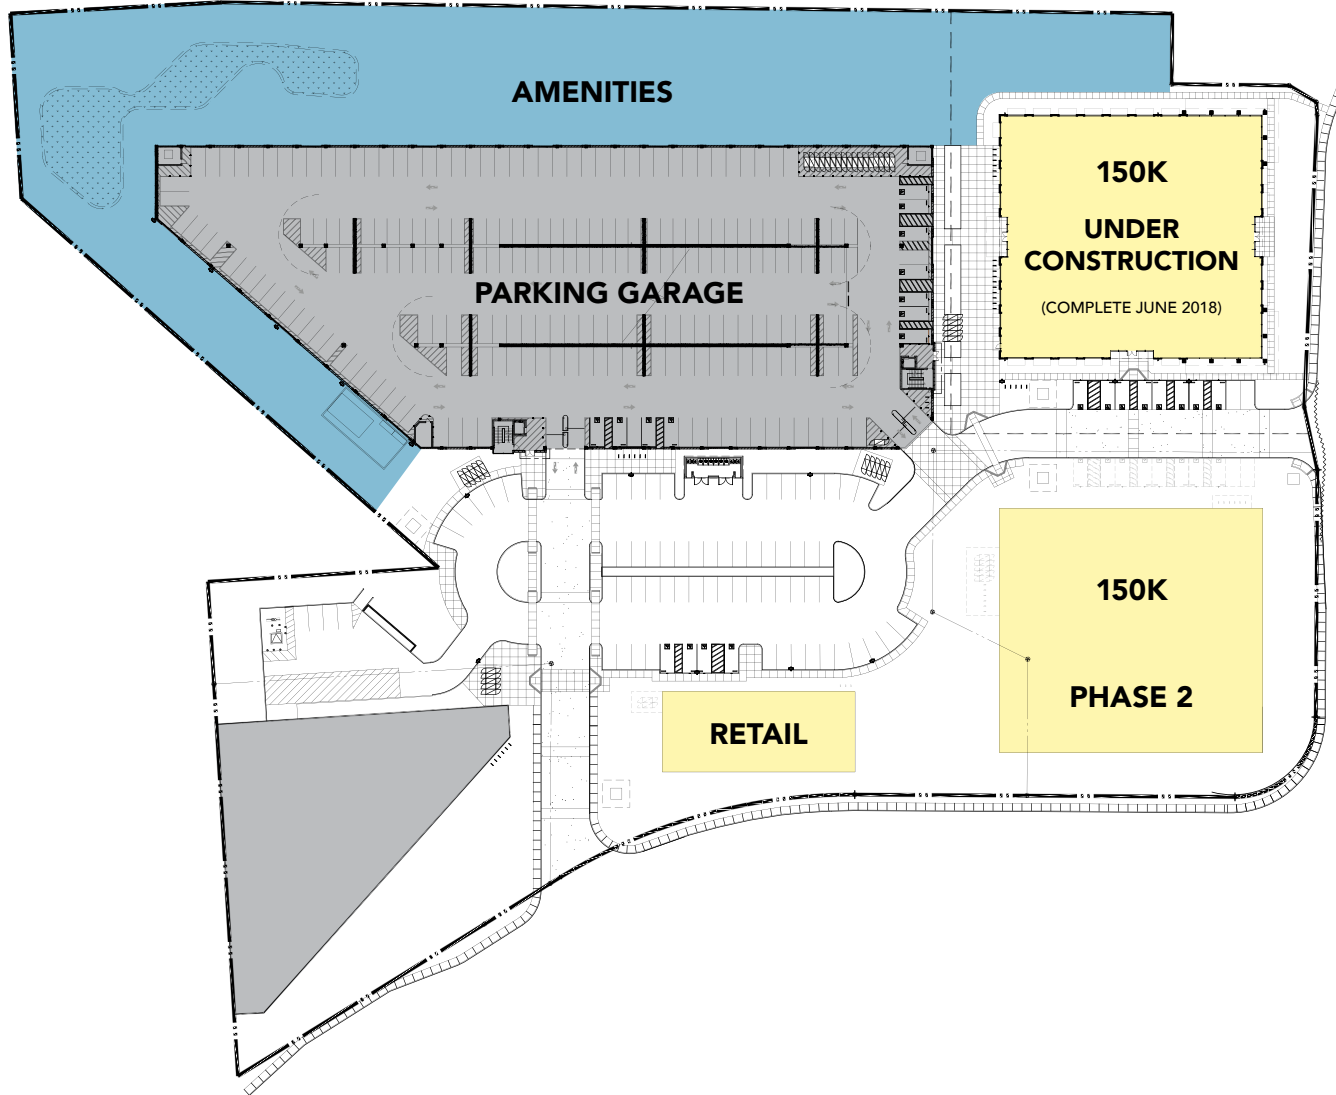 AMENITIES
150K
UNDER
CONSTRUCTION
(COMPLETE JUNE 2018)
PARKING GARAGE
150K
PHASE 2
RETAIL